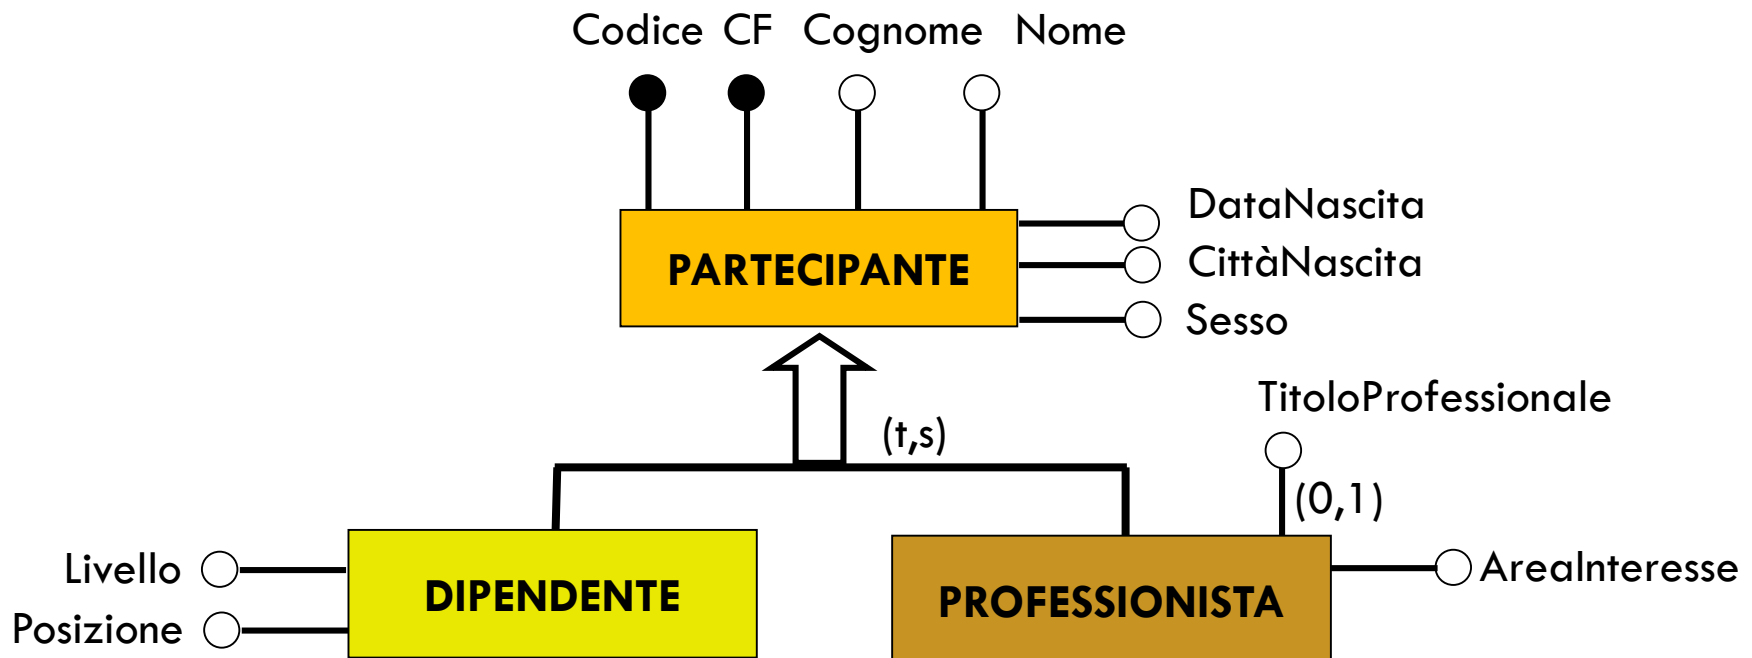 Codice CF Cognome Nome
DataNascita
PARTECIPANTE
CittàNascita
Sesso
TitoloProfessionale
(t,s)
(0,1)
Livello
AreaInteresse
DIPENDENTE
PROFESSIONISTA
Posizione